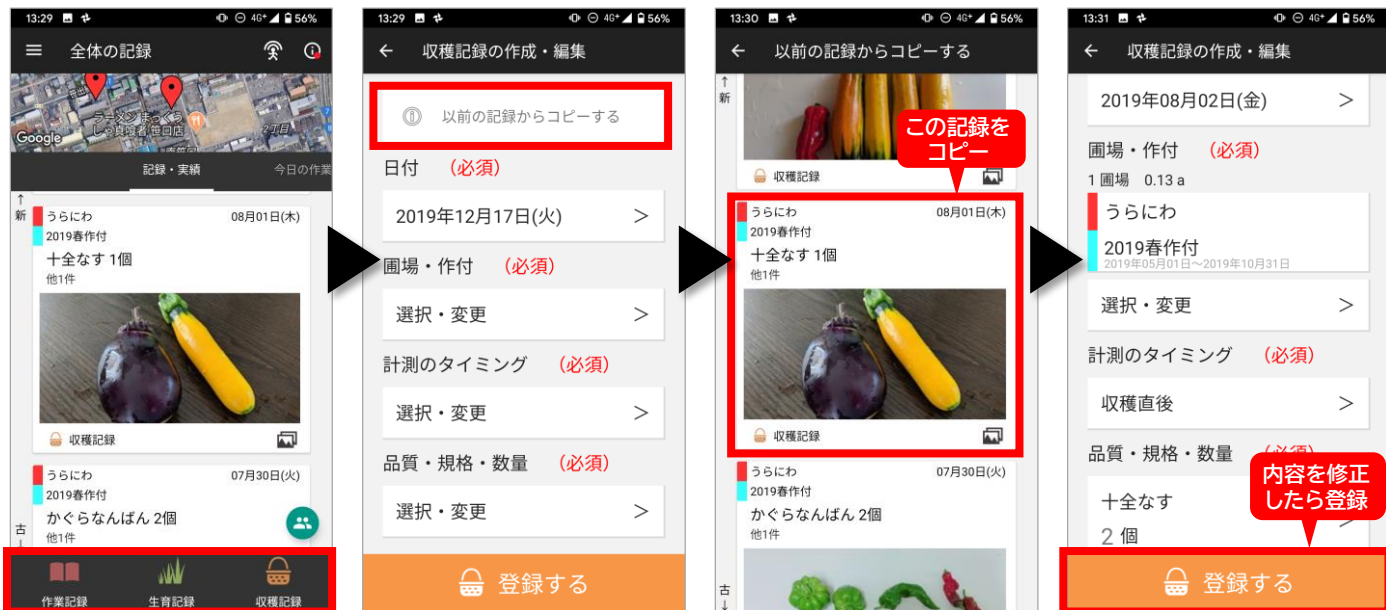 13:29
4G+
56%
全体の記録
ラーメン まっくう
しゃ真喰者 笹口店
2丁目
Google
記録・実績
今日の作業
↑
新
うらにわ
08月01日(木)
2019春作付
十全なす 1個
他1件
収穫記録
うらにわ
07月30日(火)
2019春作付
かぐらなんばん 2個
他1件
古
↓
作業記録
生育記録
収穫記録
13:29
4G+
56%
← 収穫記録の作成・編集
以前の記録からコピーする
日付 (必須)
2019年12月17日(火) >
圃場・作付 (必須)
選択・変更 >
計測のタイミング (必須)
選択・変更 >
品質・規格・数量 (必須)
選択・変更 >
登録する
13:30
4G+
56%
← 以前の記録からコピーする
↑
新
この記録を
コピー
収穫記録
うらにわ
08月01日(木)
2019春作付
十全なす 1個
他1件
収穫記録
うらにわ
07月30日(火)
2019春作付
かぐらなんばん 2個
他1件
古
↓
13:31
4G+
56%
← 収穫記録の作成・編集
2019年08月02日(金) >
圃場・作付 (必須)
1 圃場 0.13 a
うらにわ
2019春作付
2019年05月01日～2019年10月31日
選択・変更 >
計測のタイミング (必須)
収穫直後 >
品質・規格・数量 (必須)
内容を修正
したら登録
十全なす
2 個
登録する